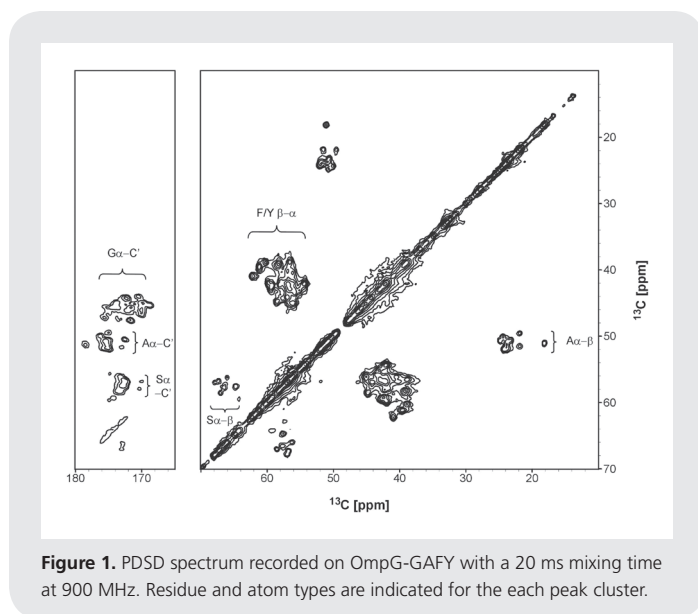 F/Y β-α
Gα–C'
Aα–C'
Sα
–C'
Sα–β
Aα–β
20
30
40
50
60
70
¹³C [ppm]
180 170
60 50 40 30 20
¹³C [ppm]
Figure 1. PDSD spectrum recorded on OmpG-GAFY with a 20 ms mixing time
at 900 MHz. Residue and atom types are indicated for the each peak cluster.